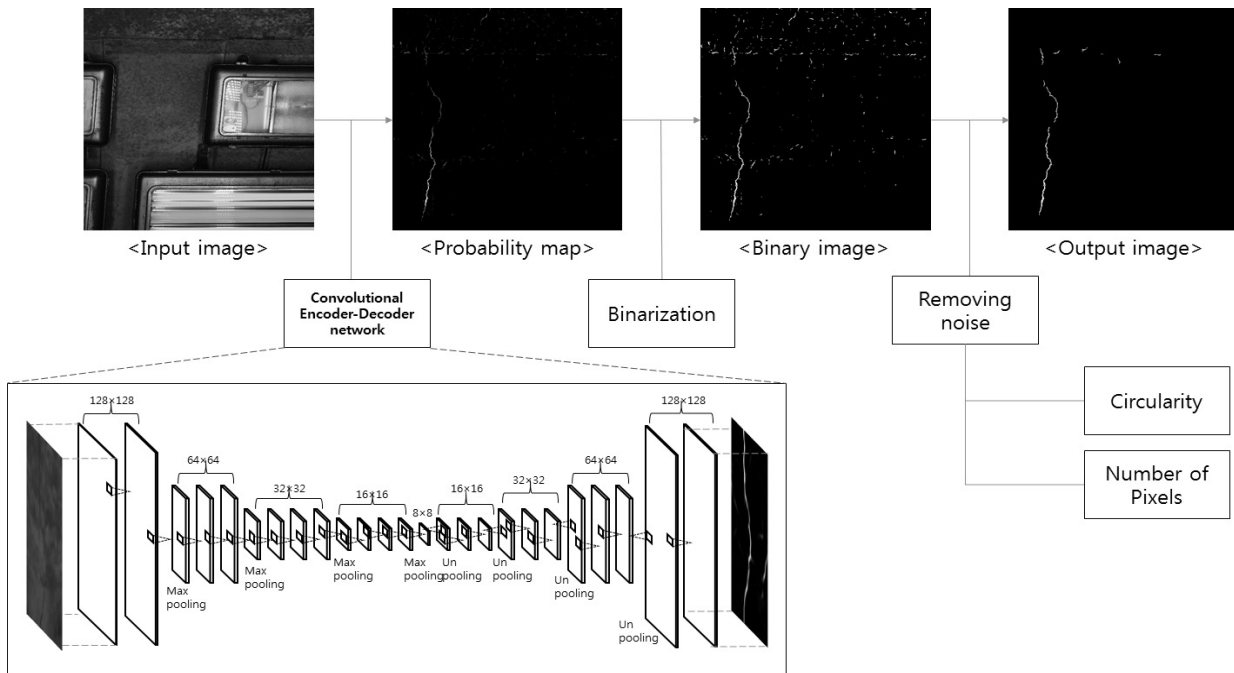 <Input image>
<Probability map>
<Binary image>
<Output image>
Convolutional
Encoder-Decoder
network
Binarization
Removing
noise
Circularity
Number of
Pixels
128×128
64×64
32×32
16×16
8×8
16×16
32×32
64×64
128×128
Max
pooling
Max
pooling
Max
pooling
Max
pooling
Un
pooling
Un
pooling
Un
pooling
Un
pooling